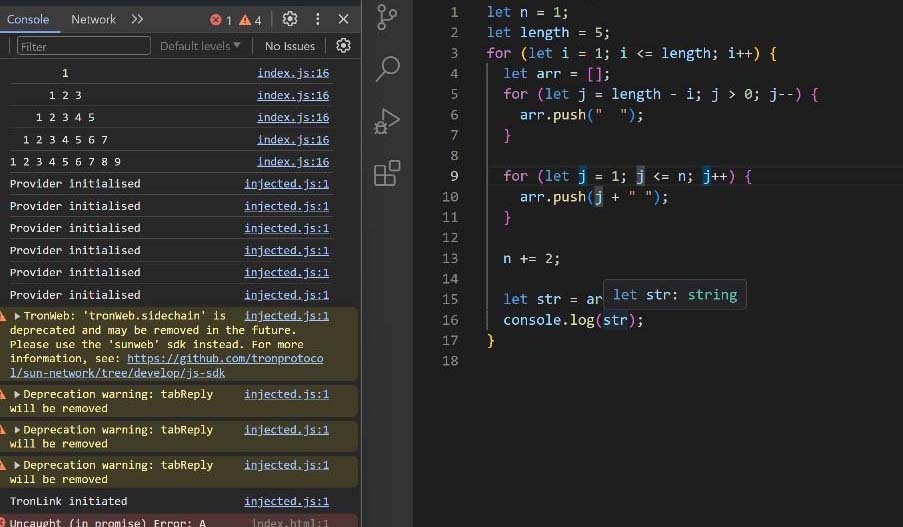 Console Network 1 4
Filter Default levels No Issues
1 index.js:16
1 2 3 index.js:16
1 2 3 4 5 index.js:16
1 2 3 4 5 6 7 index.js:16
1 2 3 4 5 6 7 8 9 index.js:16
Provider initialised injected.js:1
Provider initialised injected.js:1
Provider initialised injected.js:1
Provider initialised injected.js:1
Provider initialised injected.js:1
Provider initialised injected.js:1
TronWeb: 'tronWeb.sidechain' is injected.js:1
deprecated and may be removed in the future.
Please use the 'sunweb' sdk instead. For more
information, see: https://github.com/tronprotoco
l/sun-network/tree/develop/js-sdk
Deprecation warning: tabReply injected.js:1
will be removed
Deprecation warning: tabReply injected.js:1
will be removed
Deprecation warning: tabReply injected.js:1
will be removed
TronLink initiated injected.js:1
Uncaught (in promise) Error: A index.html:1
1 let n = 1;
2 let length = 5;
3 for (let i = 1; i <= length; i++) {
4 let arr = [];
5 for (let j = length - i; j > 0; j--) {
6 arr.push("  ");
7 }
8
9 for (let j = 1; j <= n; j++) {
10 arr.push(j + " ");
11 }
12
13 n += 2;
14
15 let str = ar let str: string
16 console.log(str);
17 }
18